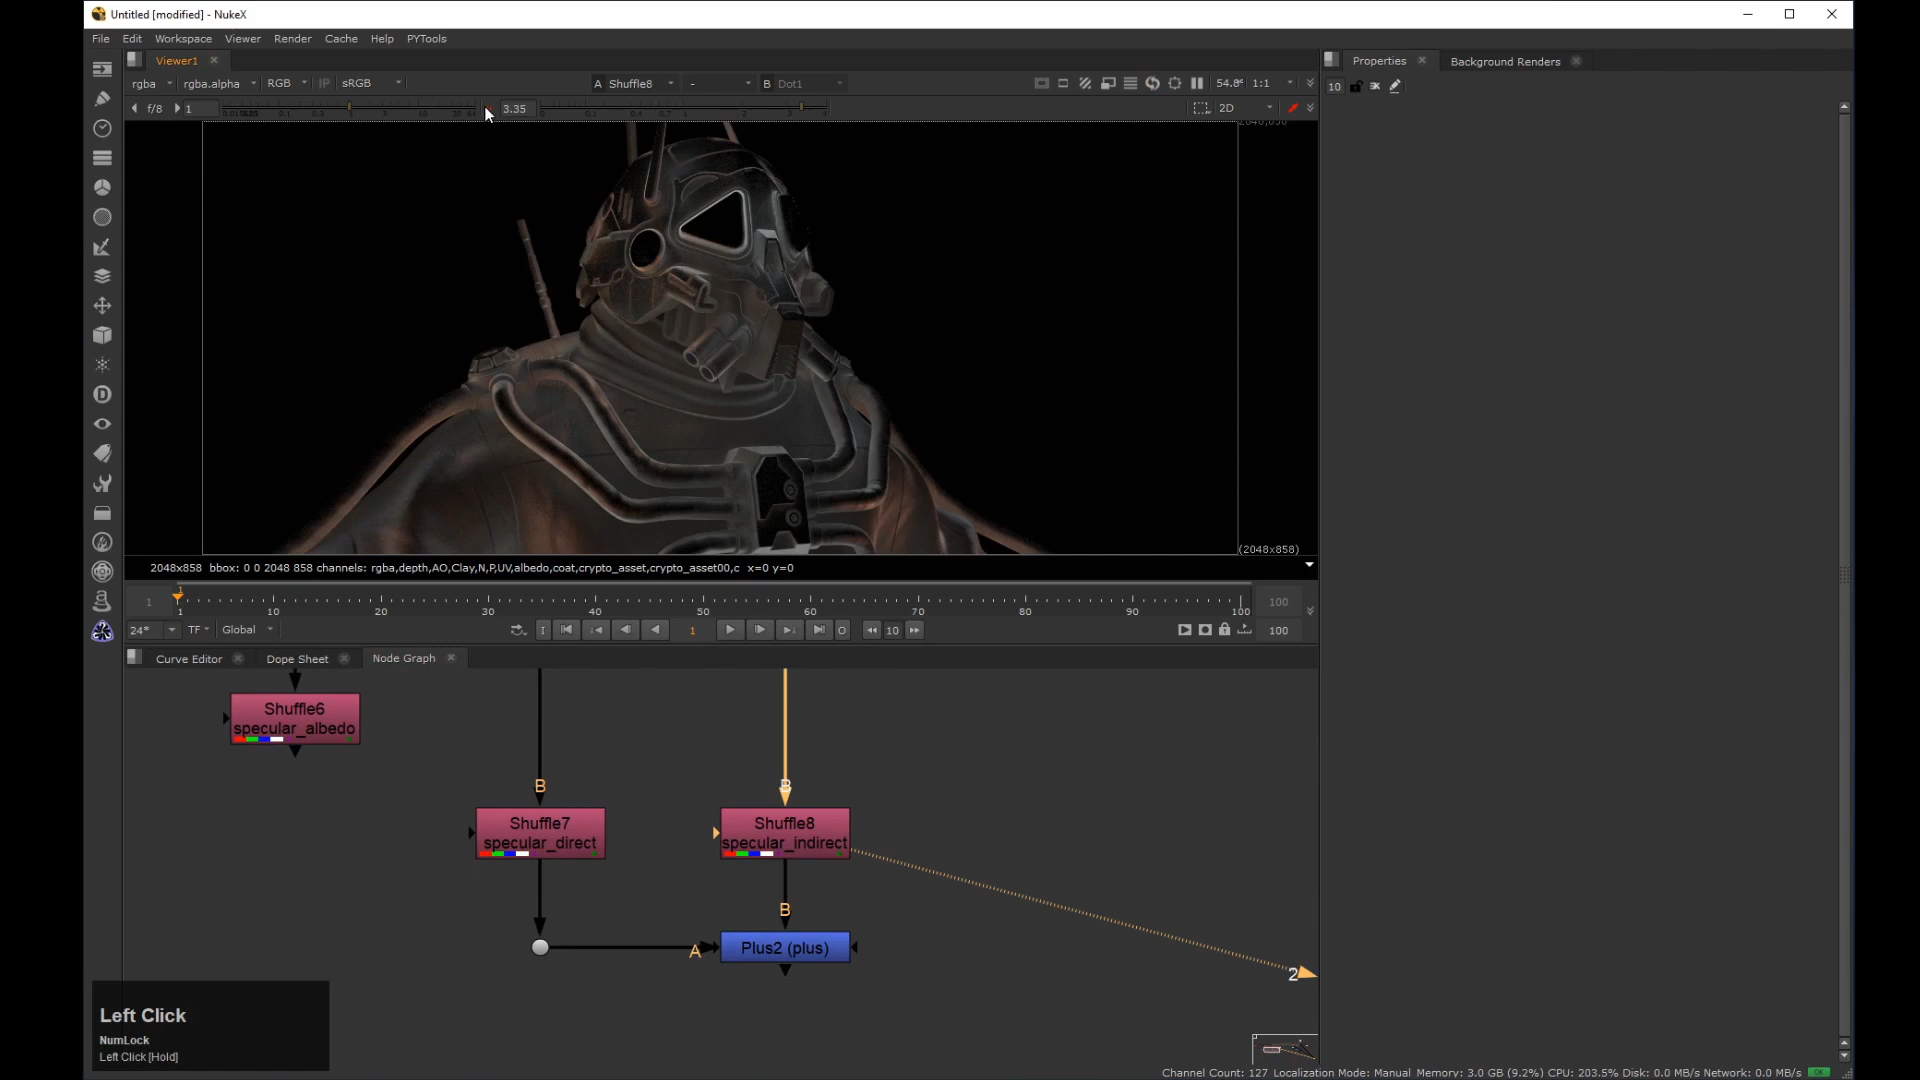 Untitled [modified] - NukeX
File Edit Workspace Viewer Render Cache Help PYTools
Viewer1
rgba rgba.alpha RGB IP sRGB A Shuffle8 - B Dot1 1:1
f/8 1 3.35 2D
(2048x858)
2048x858 bbox: 0 0 2048 858 channels: rgba,depth,AO,Clay,N,P,UV,albedo,coat,crypto_asset,crypto_asset00,c x=0 y=0
1
1 10 20 30 40 50 60 70 80 90 100
100
24* TF Global I 1 O 10 100
Curve Editor Dope Sheet Node Graph
Shuffle6
specular_albedo
B B
Shuffle7
specular_direct
Shuffle8
specular_indirect
B
A Plus2 (plus)
2
Left Click
NumLock
Left Click [Hold]
Properties Background Renders
10
Channel Count: 127 Localization Mode: Manual Memory: 3.0 GB (9.2%) CPU: 203.5% Disk: 0.0 MB/s Network: 0.0 MB/s OK